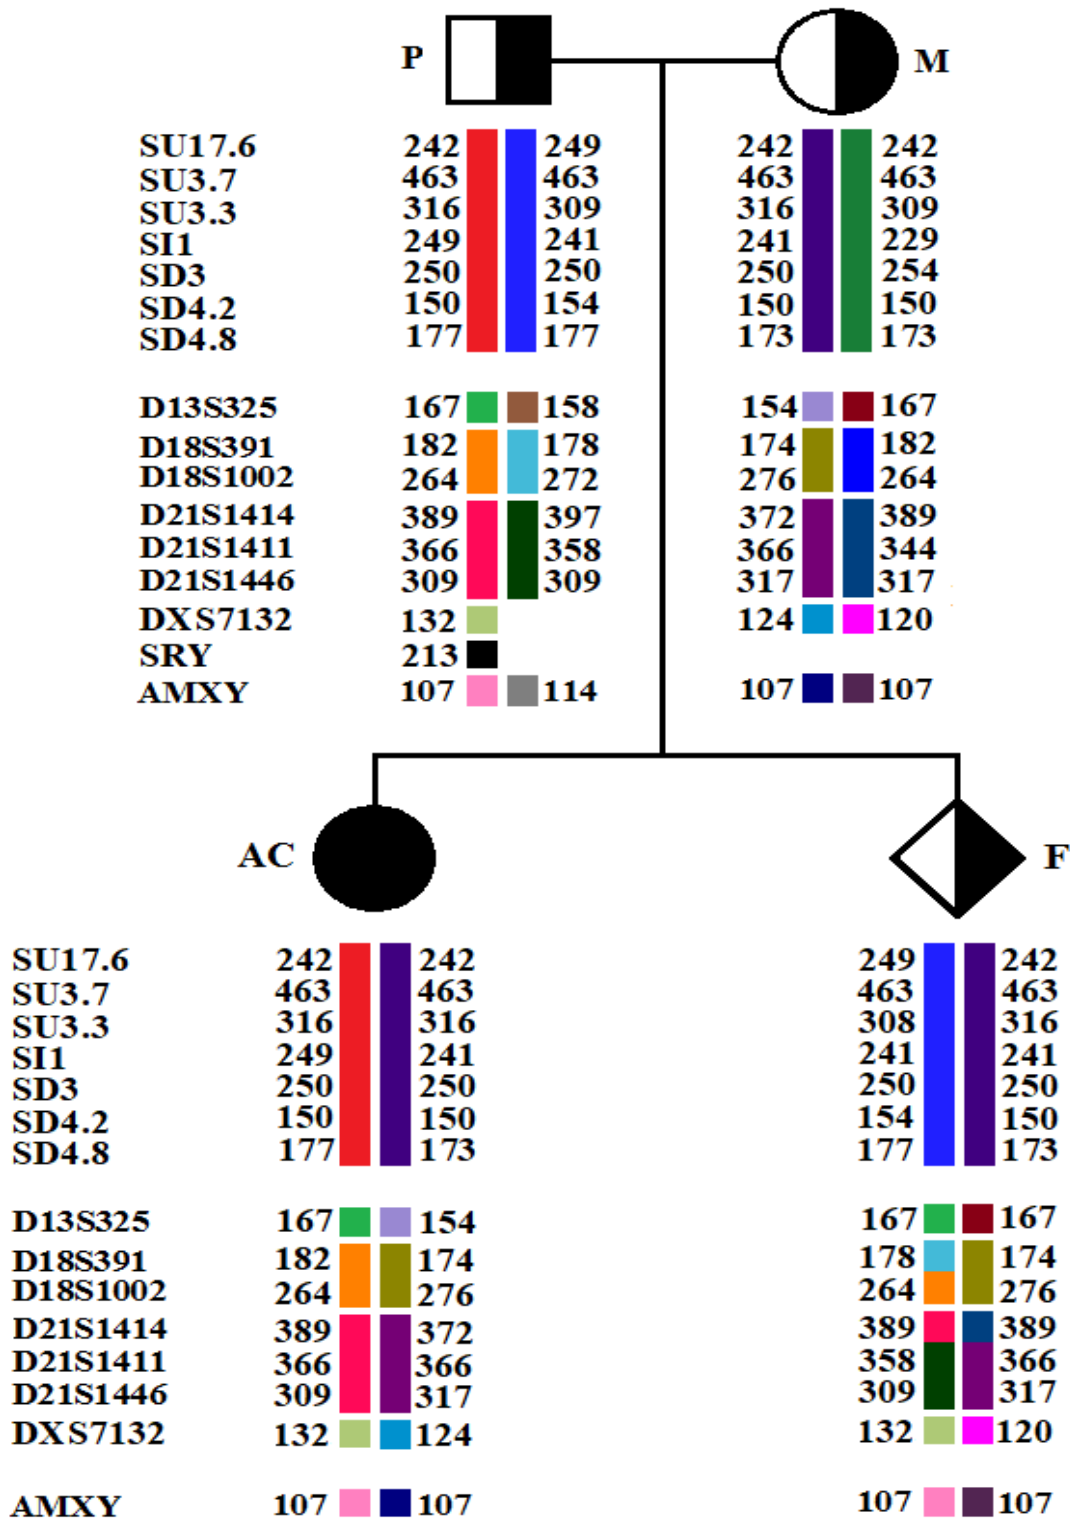 P M
SU17.6 242 249 242 242
SU3.7 463 463 463 463
SU3.3 316 309 316 309
SI1 249 241 241 229
SD3 250 250 250 254
SD4.2 150 154 150 150
SD4.8 177 177 173 173
D13S325 167 158 154 167
D18S391 182 178 174 182
D18S1002 264 272 276 264
D21S1414 389 397 372 389
D21S1411 366 358 366 344
D21S1446 309 309 317 317
DXS7132 132 124 120
SRY 213
AMXY 107 114 107 107
AC F
SU17.6 242 242 249 242
SU3.7 463 463 463 463
SU3.3 316 316 308 316
SI1 249 241 241 241
SD3 250 250 250 250
SD4.2 150 150 154 150
SD4.8 177 173 177 173
D13S325 167 154 167 167
D18S391 182 174 178 174
D18S1002 264 276 264 276
D21S1414 389 372 389 389
D21S1411 366 366 358 366
D21S1446 309 317 309 317
DXS7132 132 124 132 120
AMXY 107 107 107 107